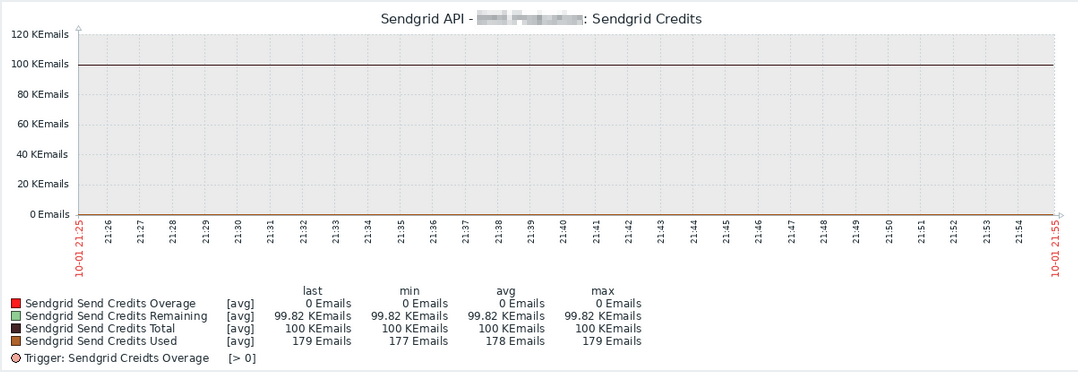 Sendgrid API - : Sendgrid Credits
120 KEmails
100 KEmails
80 KEmails
60 KEmails
40 KEmails
20 KEmails
0 Emails
10-01 21:25
21:26
21:27
21:28
21:29
21:30
21:31
21:32
21:33
21:34
21:35
21:36
21:37
21:38
21:39
21:40
21:41
21:42
21:43
21:44
21:45
21:46
21:47
21:48
21:49
21:50
21:51
21:52
21:53
21:54
10-01 21:55
last min avg max
Sendgrid Send Credits Overage [avg] 0 Emails 0 Emails 0 Emails 0 Emails
Sendgrid Send Credits Remaining [avg] 99.82 KEmails 99.82 KEmails 99.82 KEmails 99.82 KEmails
Sendgrid Send Credits Total [avg] 100 KEmails 100 KEmails 100 KEmails 100 KEmails
Sendgrid Send Credits Used [avg] 179 Emails 177 Emails 178 Emails 179 Emails
Trigger: Sendgrid Creidts Overage [> 0]